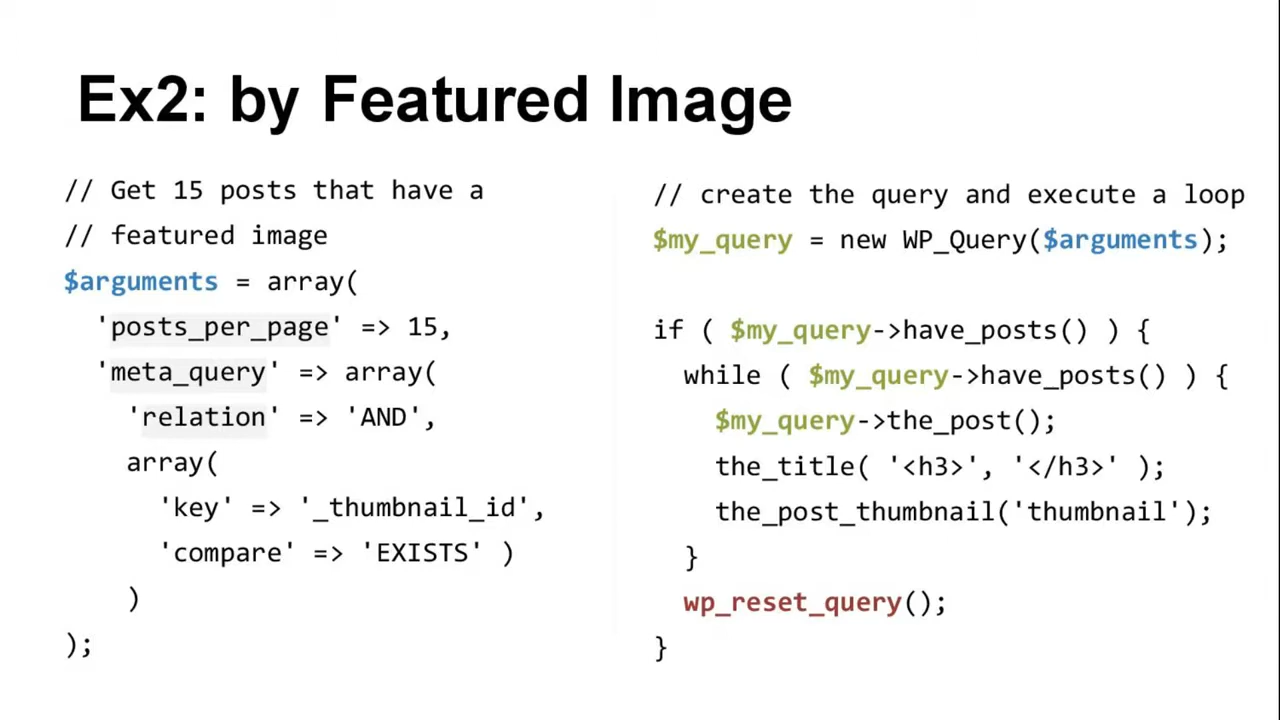 Ex2: by Featured Image
// Get 15 posts that have a
// featured image
$arguments = array(
'posts_per_page' => 15,
'meta_query' => array(
'relation' => 'AND',
array(
'key' => '_thumbnail_id',
'compare' => 'EXISTS' )
)
);
// create the query and execute a loop
$my_query = new WP_Query($arguments);
if ( $my_query->have_posts() ) {
while ( $my_query->have_posts() ) {
$my_query->the_post();
the_title( '<h3>', '</h3>' );
the_post_thumbnail('thumbnail');
}
wp_reset_query();
}